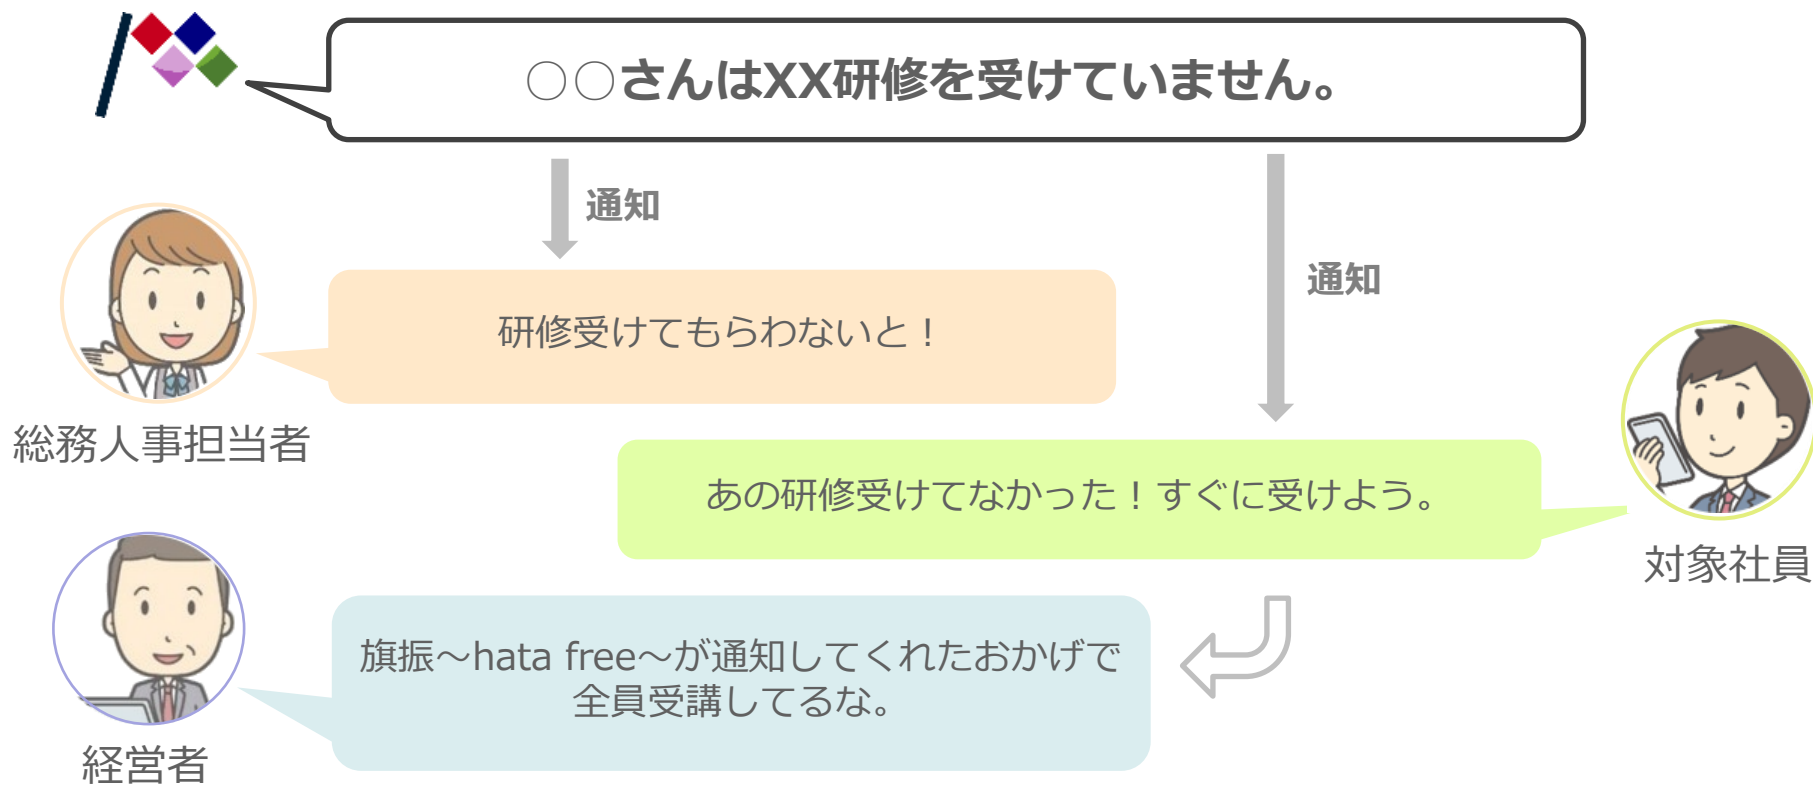 ○○さんはXX研修を受けていません。
通知
通知
研修受けてもらわないと！
総務人事担当者
あの研修受けてなかった！すぐに受けよう。
対象社員
旗振～hata free～が通知してくれたおかげで
全員受講してるな。
経営者